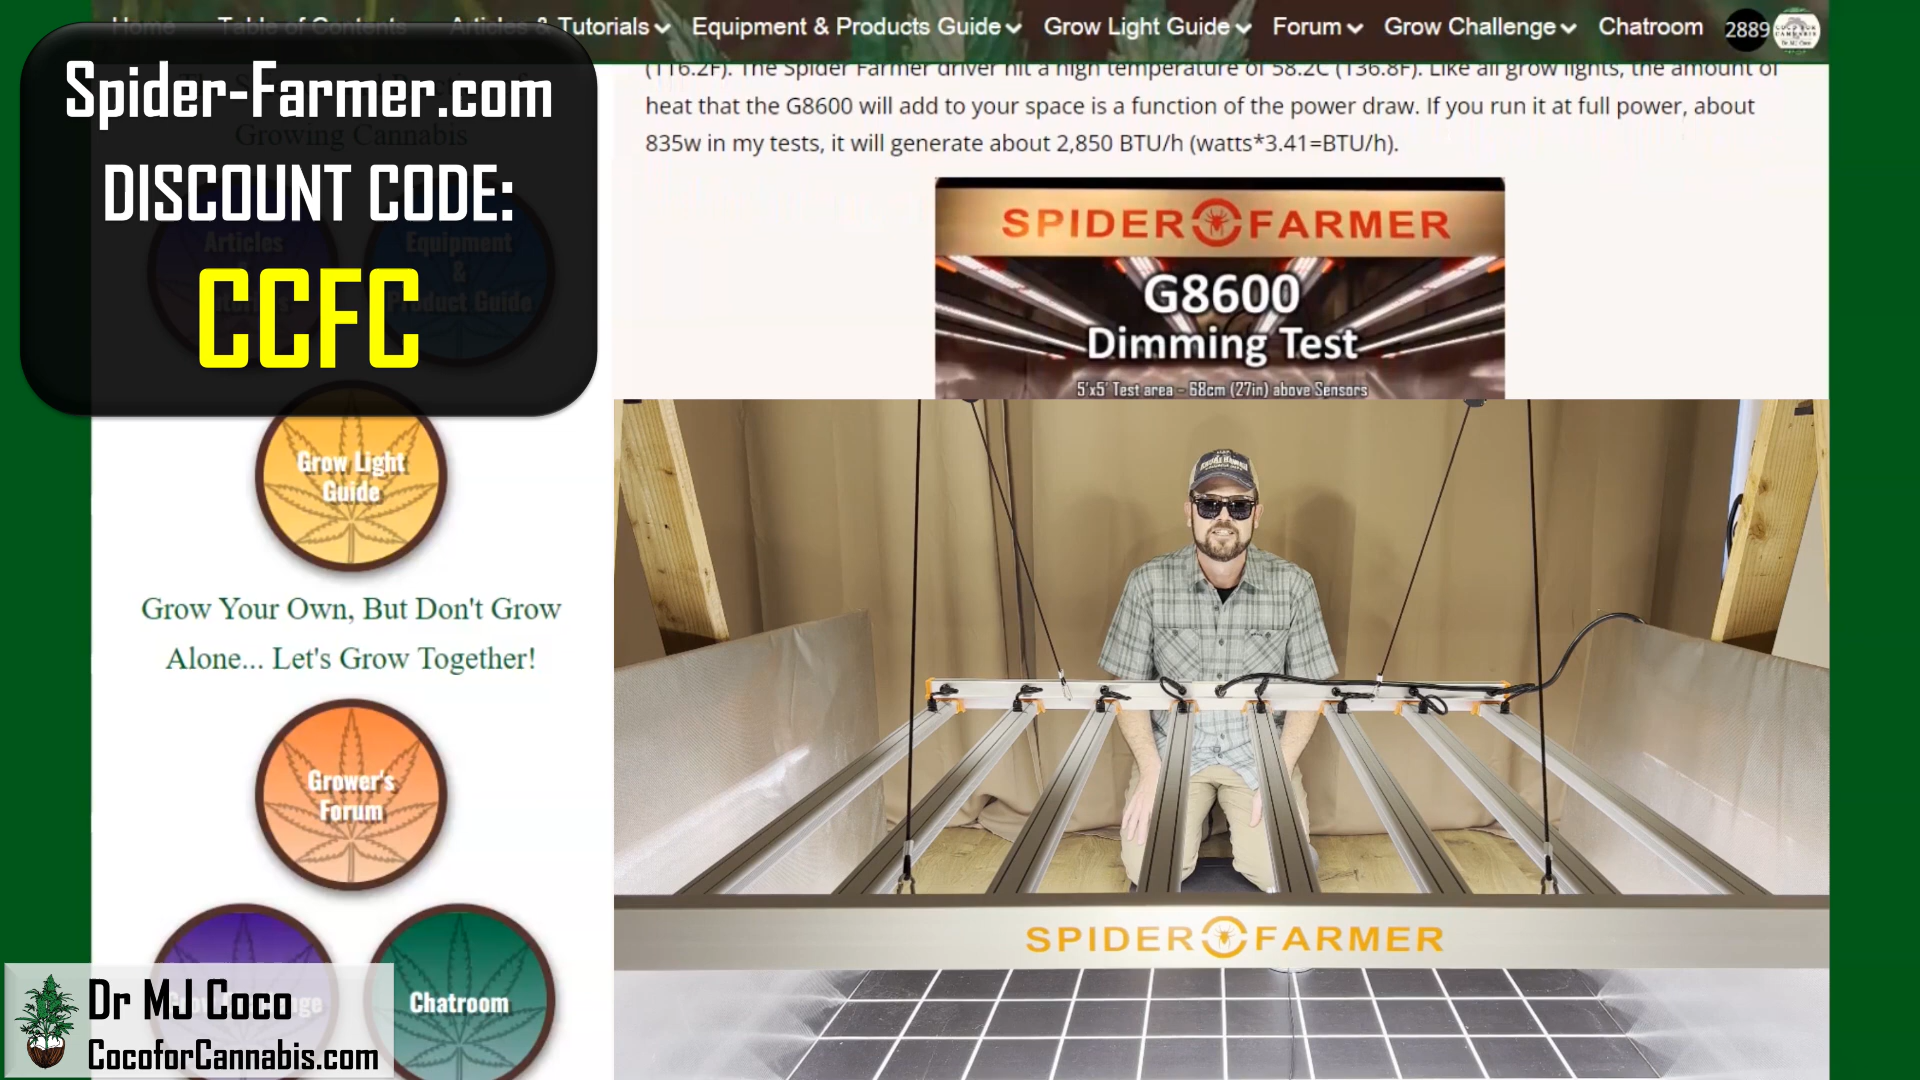 Home Table of Contents Articles & Tutorials Equipment & Products Guide Grow Light Guide Forum Grow Challenge Chatroom 2889
Spider-Farmer.com
Growing Cannabis
DISCOUNT CODE:
CCFC
Articles
Equipment
&
Product Guide
(116.2F). The Spider Farmer driver hit a high temperature of 58.2C (136.8F). Like all grow lights, the amount of
heat that the G8600 will add to your space is a function of the power draw. If you run it at full power, about
835w in my tests, it will generate about 2,850 BTU/h (watts*3.41=BTU/h).
SPIDER FARMER
G8600
Dimming Test
5'x5' Test area - 68cm (27in) above Sensors
Grow Light
Guide
Grow Your Own, But Don't Grow
Alone... Let's Grow Together!
Grower's
Forum
Chatroom
SPIDER FARMER
Dr MJ Coco
CocoforCannabis.com